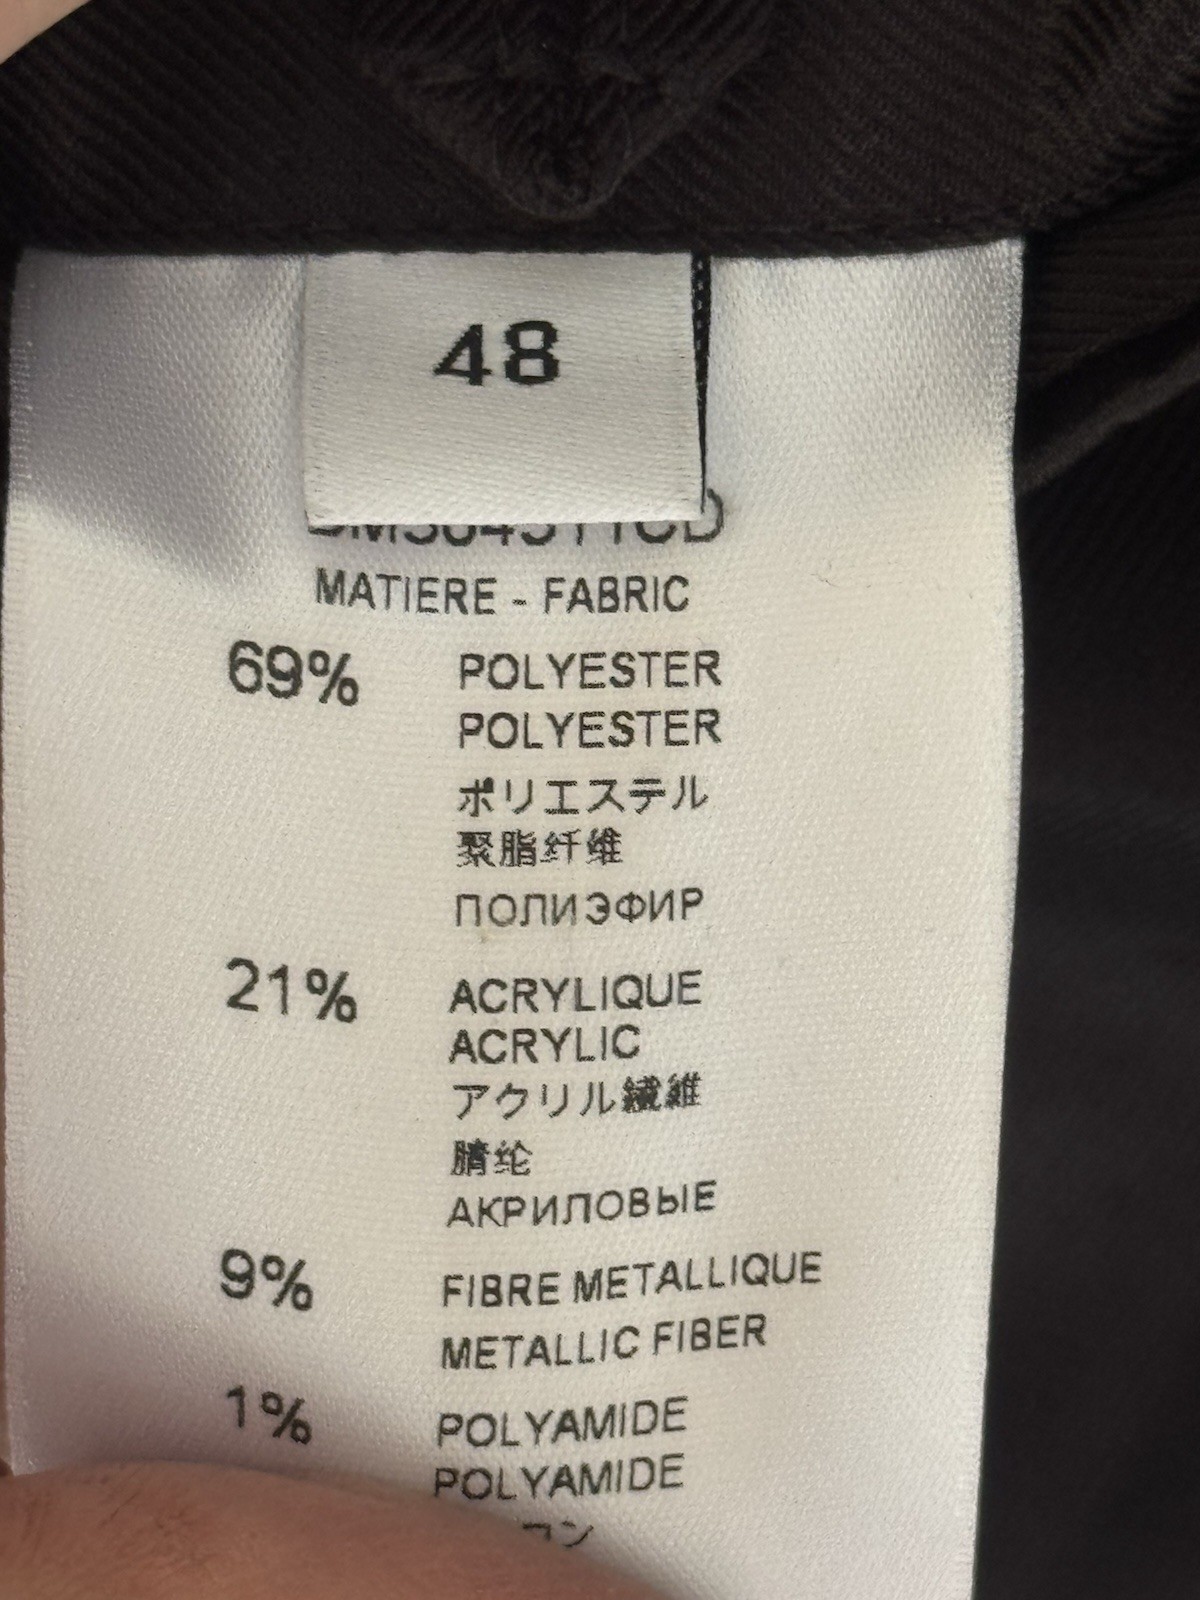 48
MATIERE - FABRIC
69% POLYESTER
POLYESTER
ポリエステル
聚脂纤维
ПОЛИЭФИР
21% ACRYLIQUE
ACRYLIC
アクリル繊維
腈纶
АКРИЛОВЫЕ
9% FIBRE METALLIQUE
METALLIC FIBER
1% POLYAMIDE
POLYAMIDE